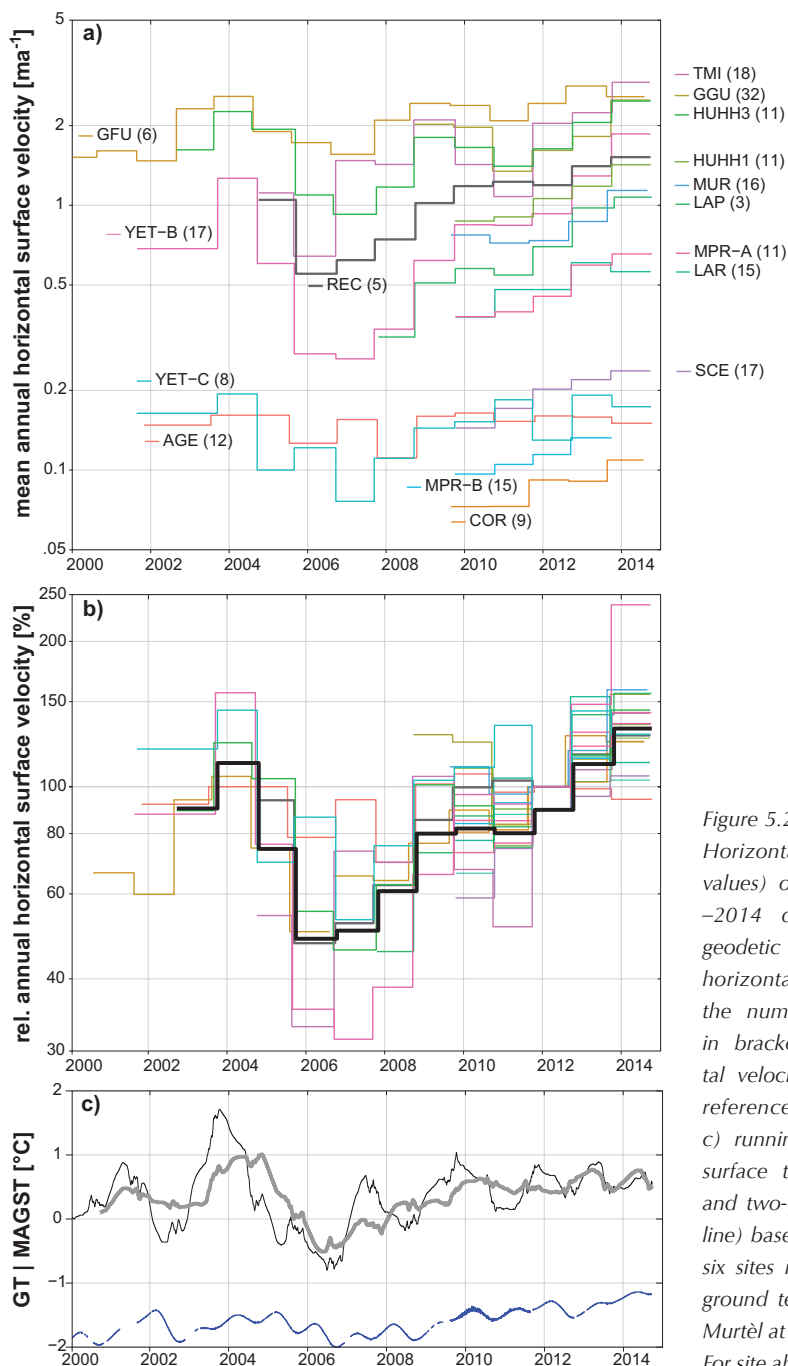 a)
mean annual horizontal surface velocity [ma-1]
5
2
1
0.5
0.2
0.1
.05
GFU (6)
YET−B (17)
REC (5)
YET−C (8)
AGE (12)
MPR−B (15)
COR (9)
TMI (18)
GGU (32)
HUHH3 (11)
HUHH1 (11)
MUR (16)
LAP (3)
MPR−A (11)
LAR (15)
SCE (17)
2000 2002 2004 2006 2008 2010 2012 2014
b)
rel. annual horizontal surface velocity [%]
250
200
150
100
80
60
40
30
2000 2002 2004 2006 2008 2010 2012 2014
c)
GT | MAGST [°C]
2
1
0
−1
−2
2000 2002 2004 2006 2008 2010 2012 2014
Figure 5.2
Horizonta
values) o
−2014 c
geodetic
horizonta
the num
in bracke
tal veloci
reference
c) runnin
surface t
and two-
line) base
six sites r
ground te
Murtèl at
For site al